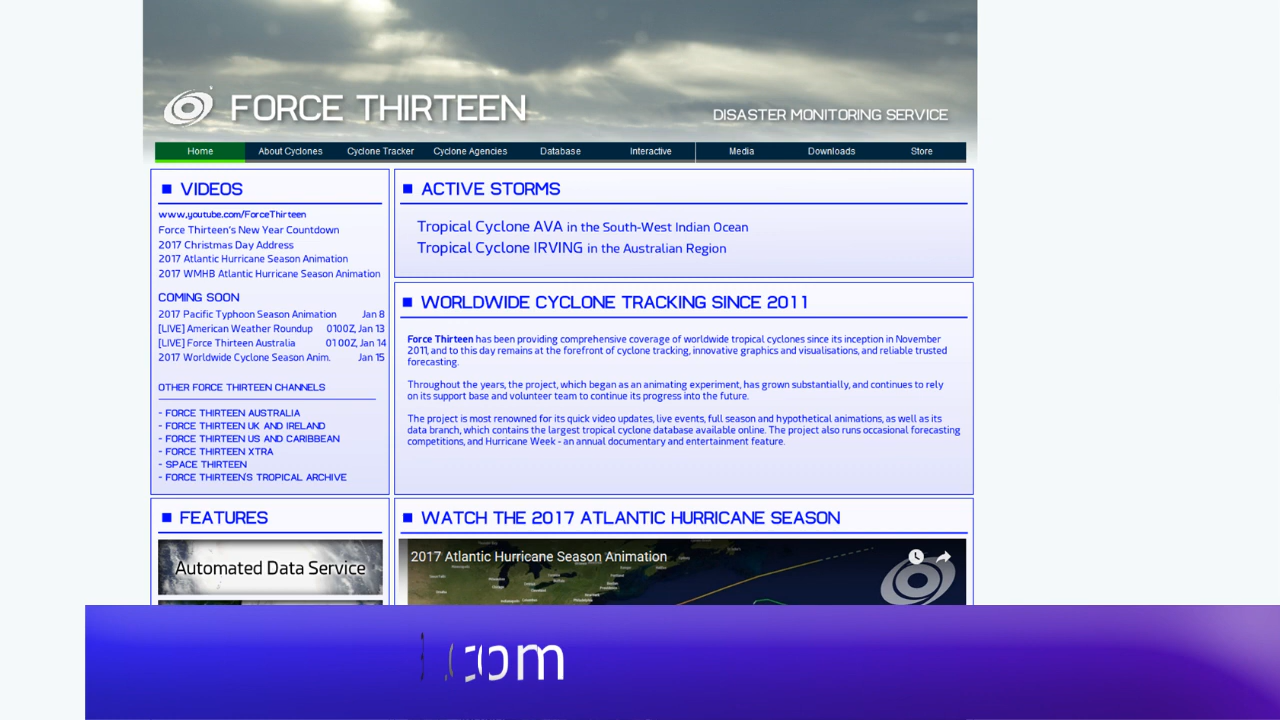 FORCE THIRTEEN
DISASTER MONITORING SERVICE
Home About Cyclones Cyclone Tracker Cyclone Agencies Database Interactive Media Downloads Store
VIDEOS
www.youtube.com/ForceThirteen
Force Thirteen's New Year Countdown
2017 Christmas Day Address
2017 Atlantic Hurricane Season Animation
2017 WMHB Atlantic Hurricane Season Animation
COMING SOON
2017 Pacific Typhoon Season Animation Jan 8
[LIVE] American Weather Roundup 0100Z, Jan 13
[LIVE] Force Thirteen Australia 0100Z, Jan 14
2017 Worldwide Cyclone Season Anim. Jan 15
OTHER FORCE THIRTEEN CHANNELS
- FORCE THIRTEEN AUSTRALIA
- FORCE THIRTEEN UK AND IRELAND
- FORCE THIRTEEN US AND CARIBBEAN
- FORCE THIRTEEN XTRA
- SPACE THIRTEEN
- FORCE THIRTEEN'S TROPICAL ARCHIVE
ACTIVE STORMS
Tropical Cyclone AVA in the South-West Indian Ocean
Tropical Cyclone IRVING in the Australian Region
WORLDWIDE CYCLONE TRACKING SINCE 2011
Force Thirteen has been providing comprehensive coverage of worldwide tropical cyclones since its inception in November
2011, and to this day remains at the forefront of cyclone tracking, innovative graphics and visualisations, and reliable trusted
forecasting.
Throughout the years, the project, which began as an animating experiment, has grown substantially, and continues to rely
on its support base and volunteer team to continue its progress into the future.
The project is most renowned for its quick video updates, live events, full season and hypothetical animations, as well as its
data branch, which contains the largest tropical cyclone database available online. The project also runs occasional forecasting
competitions, and Hurricane Week - an annual documentary and entertainment feature.
FEATURES
Automated Data Service
WATCH THE 2017 ATLANTIC HURRICANE SEASON
2017 Atlantic Hurricane Season Animation